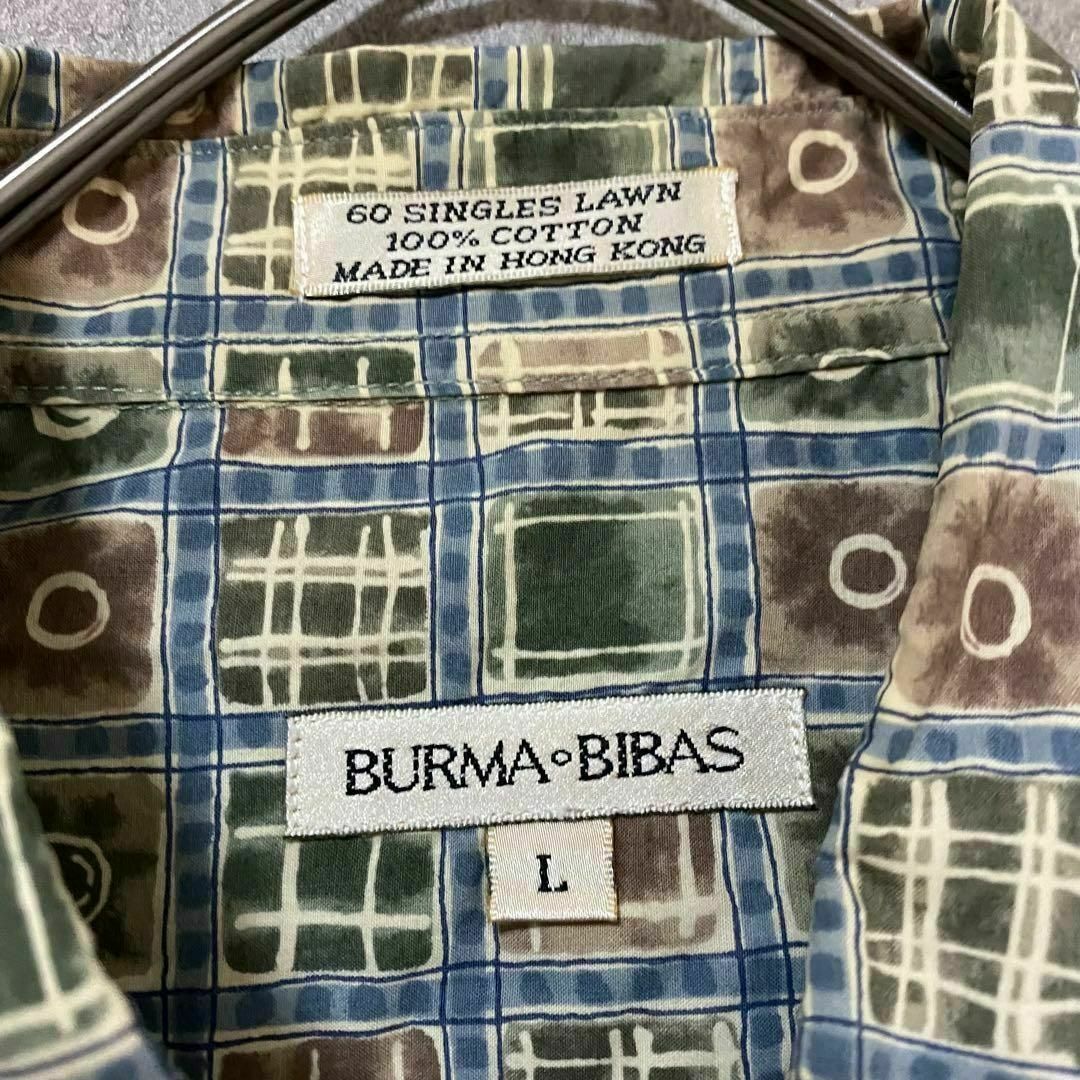 60 SINGLES LAWN
100% COTTON
MADE IN HONG KONG
BURMA°BIBAS
L